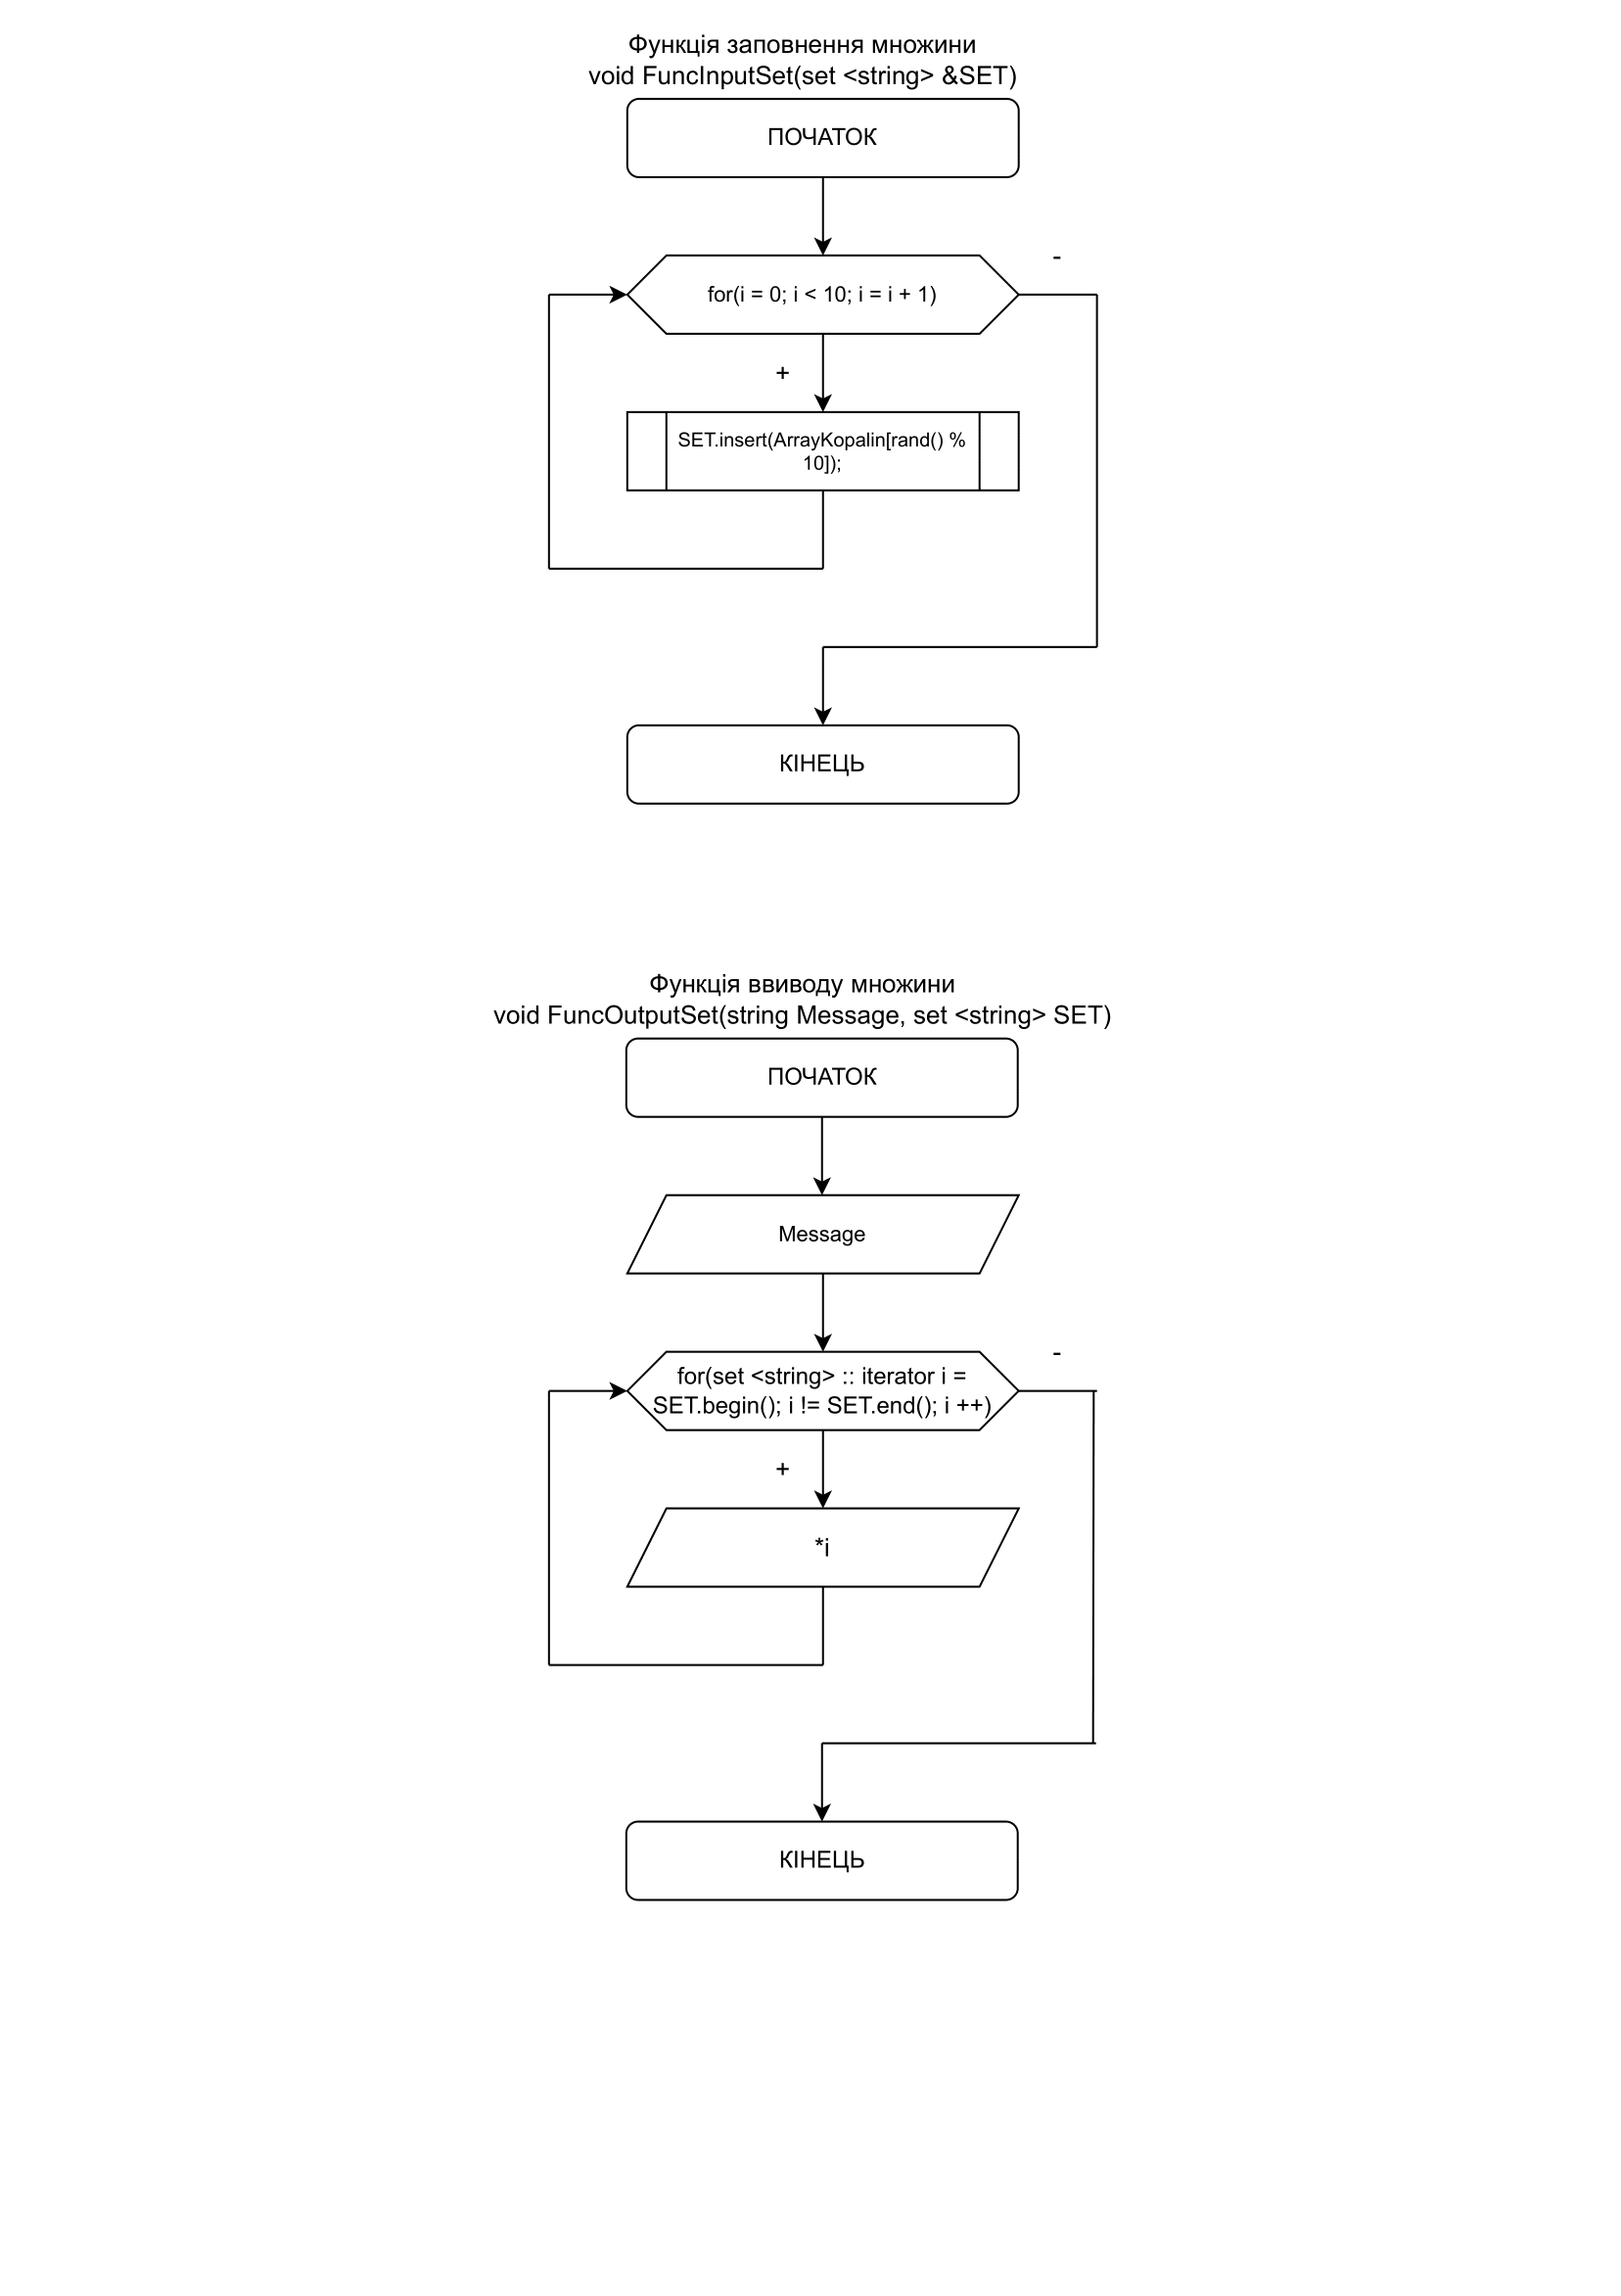 Функція заповнення множини
void FuncInputSet(set <string> &SET)
ПОЧАТОК
-
for(i = 0; i < 10; i = i + 1)
+
SET.insert(ArrayKopalin[rand() %
10]);
КІНЕЦЬ
Функція ввиводу множини
void FuncOutputSet(string Message, set <string> SET)
ПОЧАТОК
Message
-
for(set <string> :: iterator i =
SET.begin(); i != SET.end(); i ++)
+
*i
КІНЕЦЬ